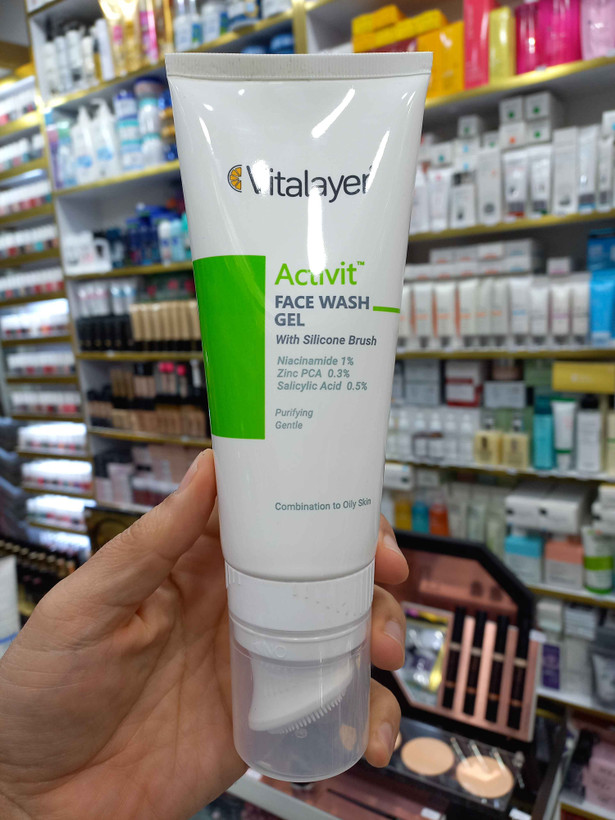 Vitalayer
Activit™
FACE WASH
GEL
With Silicone Brush
Niacinamide 1%
Zinc PCA 0.3%
Salicylic Acid 0.5%
Purifying
Gentle
Combination to Oily Skin